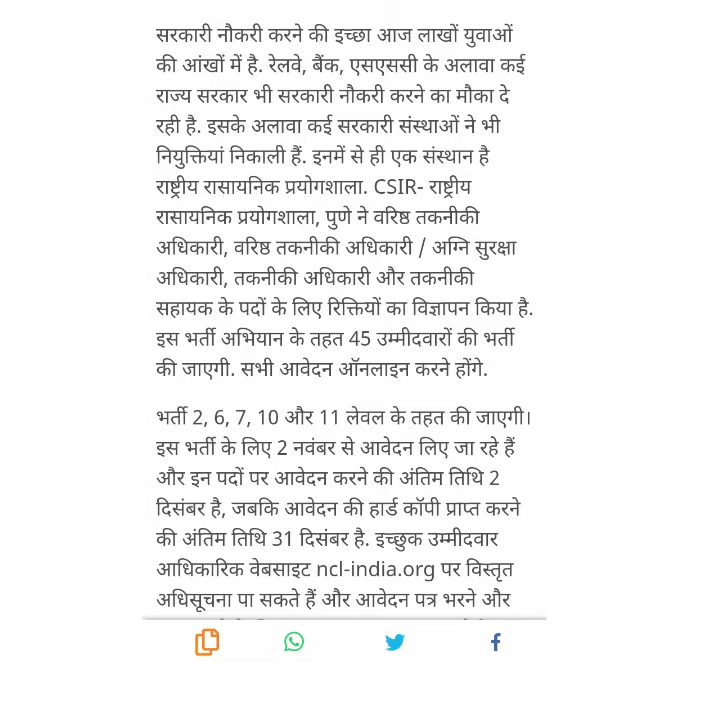 सरकारी नौकरी करने की इच्छा आज लाखों युवाओं
की आंखों में है. रेलवे, बैंक, एसएससी के अलावा कई
राज्य सरकार भी सरकारी नौकरी करने का मौका दे
रही है. इसके अलावा कई सरकारी संस्थाओं ने भी
नियुक्तियां निकाली हैं. इनमें से ही एक संस्थान है
राष्ट्रीय रासायनिक प्रयोगशाला. CSIR- राष्ट्रीय
रासायनिक प्रयोगशाला, पुणे ने वरिष्ठ तकनीकी
अधिकारी, वरिष्ठ तकनीकी अधिकारी / अग्नि सुरक्षा
अधिकारी, तकनीकी अधिकारी और तकनीकी
सहायक के पदों के लिए रिक्तियों का विज्ञापन किया है.
इस भर्ती अभियान के तहत 45 उम्मीदवारों की भर्ती
की जाएगी. सभी आवेदन ऑनलाइन करने होंगे.
भर्ती 2, 6, 7, 10 और 11 लेवल के तहत की जाएगी।
इस भर्ती के लिए 2 नवंबर से आवेदन लिए जा रहे हैं
और इन पदों पर आवेदन करने की अंतिम तिथि 2
दिसंबर है, जबकि आवेदन की हार्ड कॉपी प्राप्त करने
की अंतिम तिथि 31 दिसंबर है. इच्छुक उम्मीदवार
आधिकारिक वेबसाइट ncl-india.org पर विस्तृत
अधिसूचना पा सकते हैं और आवेदन पत्र भरने और